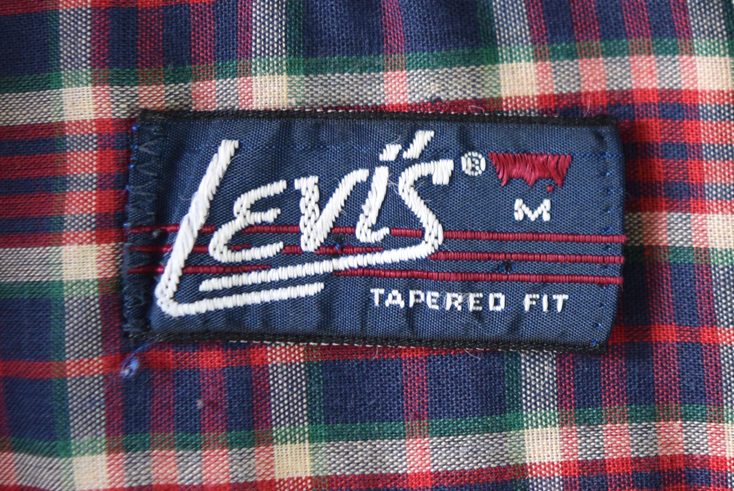 LEVI'S ®
M
TAPERED FIT